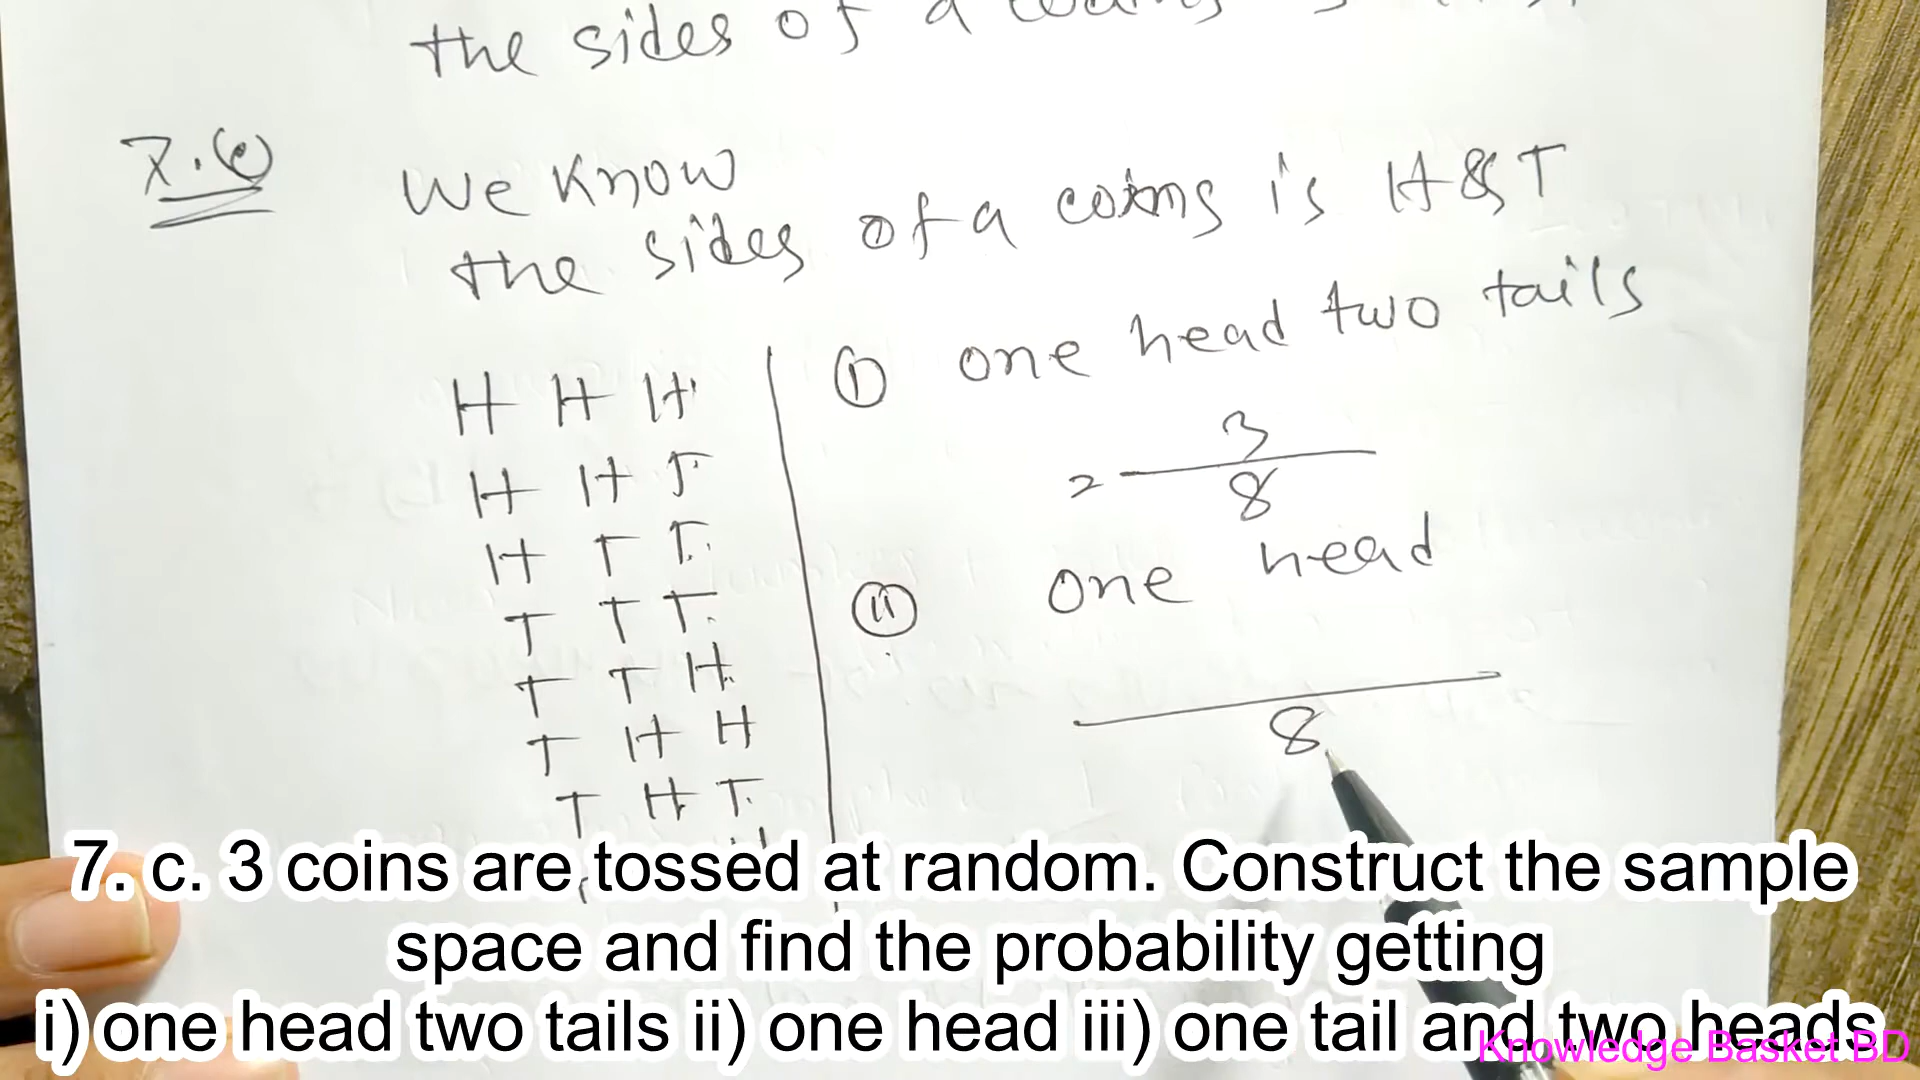 the sides of a
7.(c)
We know
the sides of a coins is H & T
H H H
H H T
H T T
T T T
T T H
T H H
T H T
(i) one head two tails
= 3/8
(ii) one head
8
7. c. 3 coins are tossed at random. Construct the sample
space and find the probability getting
i) one head two tails ii) one head iii) one tail and two heads
Knowledge Basket BD